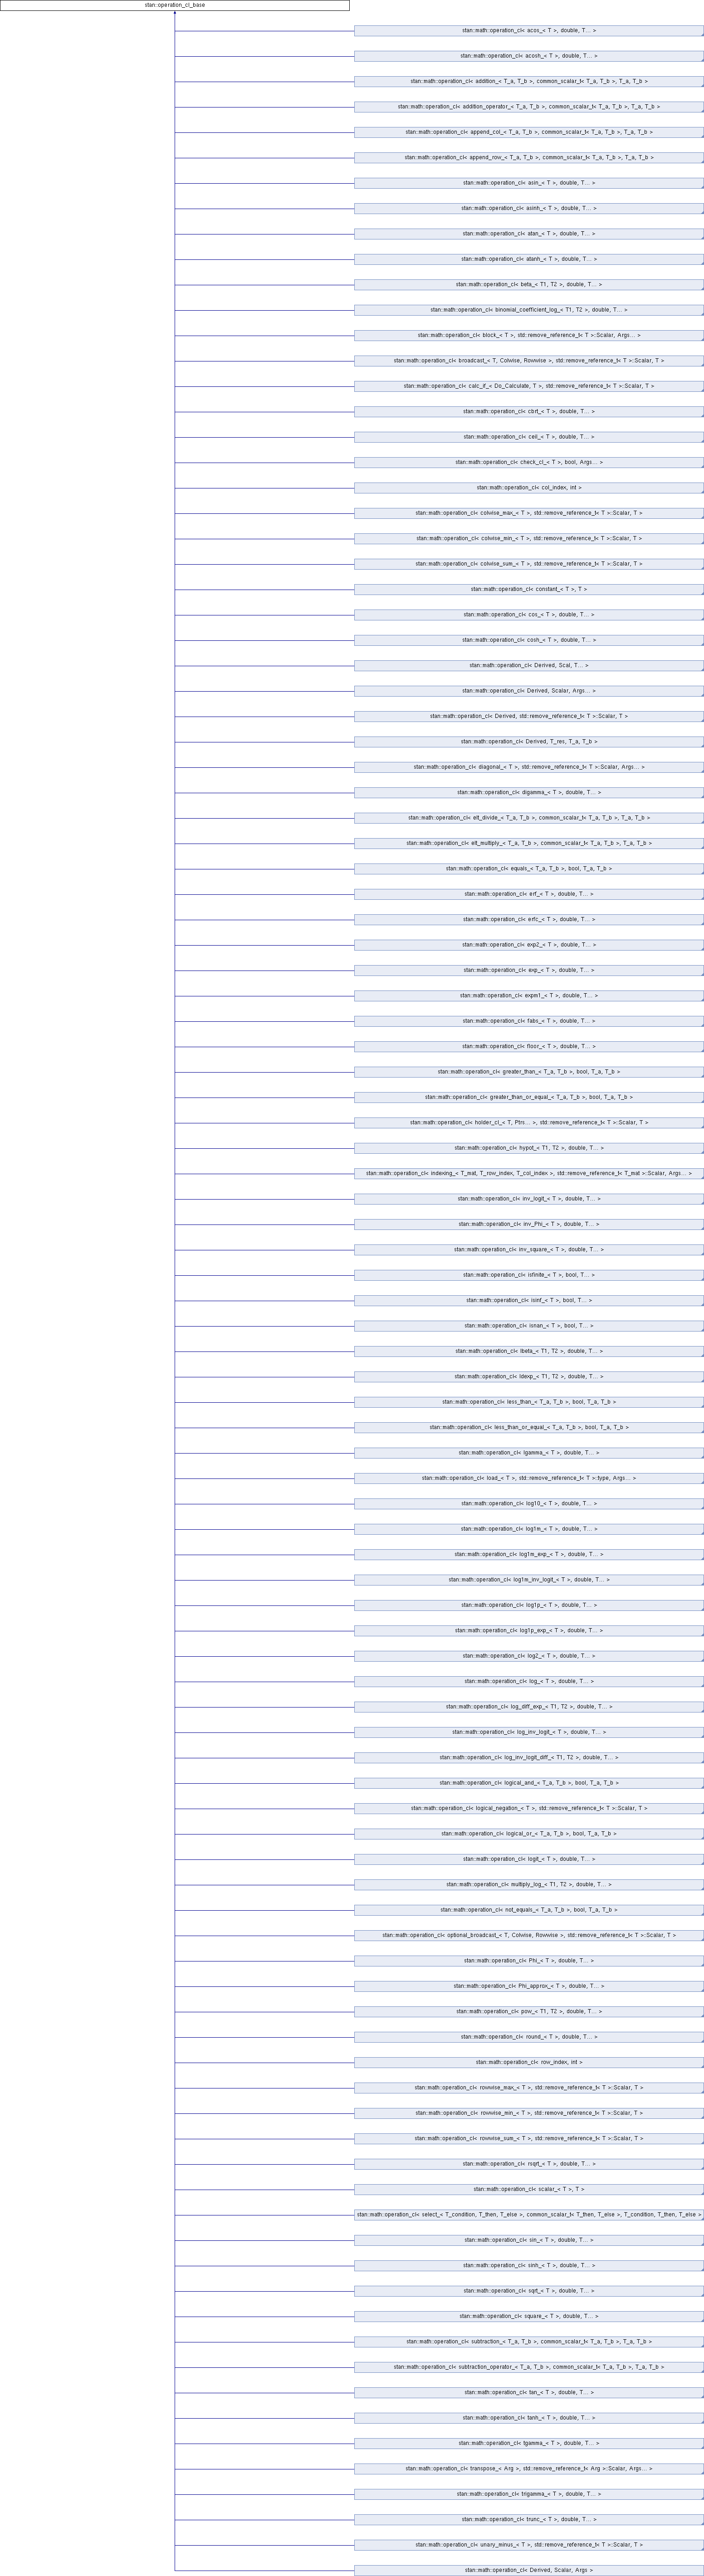 stan::operation_cl_base
stan::math::operation_cl< acos_< T >, double, T... >
stan::math::operation_cl< acosh_< T >, double, T... >
stan::math::operation_cl< addition_< T_a, T_b >, common_scalar_t< T_a, T_b >, T_a, T_b >
stan::math::operation_cl< addition_operator_< T_a, T_b >, common_scalar_t< T_a, T_b >, T_a, T_b >
stan::math::operation_cl< append_col_< T_a, T_b >, common_scalar_t< T_a, T_b >, T_a, T_b >
stan::math::operation_cl< append_row_< T_a, T_b >, common_scalar_t< T_a, T_b >, T_a, T_b >
stan::math::operation_cl< asin_< T >, double, T... >
stan::math::operation_cl< asinh_< T >, double, T... >
stan::math::operation_cl< atan_< T >, double, T... >
stan::math::operation_cl< atanh_< T >, double, T... >
stan::math::operation_cl< beta_< T1, T2 >, double, T... >
stan::math::operation_cl< binomial_coefficient_log_< T1, T2 >, double, T... >
stan::math::operation_cl< block_< T >, std::remove_reference_t< T >::Scalar, Args... >
stan::math::operation_cl< broadcast_< T, Colwise, Rowwise >, std::remove_reference_t< T >::Scalar, T >
stan::math::operation_cl< calc_if_< Do_Calculate, T >, std::remove_reference_t< T >::Scalar, T >
stan::math::operation_cl< cbrt_< T >, double, T... >
stan::math::operation_cl< ceil_< T >, double, T... >
stan::math::operation_cl< check_cl_< T >, bool, Args... >
stan::math::operation_cl< col_index, int >
stan::math::operation_cl< colwise_max_< T >, std::remove_reference_t< T >::Scalar, T >
stan::math::operation_cl< colwise_min_< T >, std::remove_reference_t< T >::Scalar, T >
stan::math::operation_cl< colwise_sum_< T >, std::remove_reference_t< T >::Scalar, T >
stan::math::operation_cl< constant_< T >, T >
stan::math::operation_cl< cos_< T >, double, T... >
stan::math::operation_cl< cosh_< T >, double, T... >
stan::math::operation_cl< Derived, Scal, T... >
stan::math::operation_cl< Derived, Scalar, Args... >
stan::math::operation_cl< Derived, std::remove_reference_t< T >::Scalar, T >
stan::math::operation_cl< Derived, T_res, T_a, T_b >
stan::math::operation_cl< diagonal_< T >, std::remove_reference_t< T >::Scalar, Args... >
stan::math::operation_cl< digamma_< T >, double, T... >
stan::math::operation_cl< elt_divide_< T_a, T_b >, common_scalar_t< T_a, T_b >, T_a, T_b >
stan::math::operation_cl< elt_multiply_< T_a, T_b >, common_scalar_t< T_a, T_b >, T_a, T_b >
stan::math::operation_cl< equals_< T_a, T_b >, bool, T_a, T_b >
stan::math::operation_cl< erf_< T >, double, T... >
stan::math::operation_cl< erfc_< T >, double, T... >
stan::math::operation_cl< exp2_< T >, double, T... >
stan::math::operation_cl< exp_< T >, double, T... >
stan::math::operation_cl< expm1_< T >, double, T... >
stan::math::operation_cl< fabs_< T >, double, T... >
stan::math::operation_cl< floor_< T >, double, T... >
stan::math::operation_cl< greater_than_< T_a, T_b >, bool, T_a, T_b >
stan::math::operation_cl< greater_than_or_equal_< T_a, T_b >, bool, T_a, T_b >
stan::math::operation_cl< holder_cl_< T, Ptrs... >, std::remove_reference_t< T >::Scalar, T >
stan::math::operation_cl< hypot_< T1, T2 >, double, T... >
stan::math::operation_cl< indexing_< T_mat, T_row_index, T_col_index >, std::remove_reference_t< T_mat >::Scalar, Args... >
stan::math::operation_cl< inv_logit_< T >, double, T... >
stan::math::operation_cl< inv_Phi_< T >, double, T... >
stan::math::operation_cl< inv_square_< T >, double, T... >
stan::math::operation_cl< isfinite_< T >, bool, T... >
stan::math::operation_cl< isinf_< T >, bool, T... >
stan::math::operation_cl< isnan_< T >, bool, T... >
stan::math::operation_cl< lbeta_< T1, T2 >, double, T... >
stan::math::operation_cl< ldexp_< T1, T2 >, double, T... >
stan::math::operation_cl< less_than_< T_a, T_b >, bool, T_a, T_b >
stan::math::operation_cl< less_than_or_equal_< T_a, T_b >, bool, T_a, T_b >
stan::math::operation_cl< lgamma_< T >, double, T... >
stan::math::operation_cl< load_< T >, std::remove_reference_t< T >::type, Args... >
stan::math::operation_cl< log10_< T >, double, T... >
stan::math::operation_cl< log1m_< T >, double, T... >
stan::math::operation_cl< log1m_exp_< T >, double, T... >
stan::math::operation_cl< log1m_inv_logit_< T >, double, T... >
stan::math::operation_cl< log1p_< T >, double, T... >
stan::math::operation_cl< log1p_exp_< T >, double, T... >
stan::math::operation_cl< log2_< T >, double, T... >
stan::math::operation_cl< log_< T >, double, T... >
stan::math::operation_cl< log_diff_exp_< T1, T2 >, double, T... >
stan::math::operation_cl< log_inv_logit_< T >, double, T... >
stan::math::operation_cl< log_inv_logit_diff_< T1, T2 >, double, T... >
stan::math::operation_cl< logical_and_< T_a, T_b >, bool, T_a, T_b >
stan::math::operation_cl< logical_negation_< T >, std::remove_reference_t< T >::Scalar, T >
stan::math::operation_cl< logical_or_< T_a, T_b >, bool, T_a, T_b >
stan::math::operation_cl< logit_< T >, double, T... >
stan::math::operation_cl< multiply_log_< T1, T2 >, double, T... >
stan::math::operation_cl< not_equals_< T_a, T_b >, bool, T_a, T_b >
stan::math::operation_cl< optional_broadcast_< T, Colwise, Rowwise >, std::remove_reference_t< T >::Scalar, T >
stan::math::operation_cl< Phi_< T >, double, T... >
stan::math::operation_cl< Phi_approx_< T >, double, T... >
stan::math::operation_cl< pow_< T1, T2 >, double, T... >
stan::math::operation_cl< round_< T >, double, T... >
stan::math::operation_cl< row_index, int >
stan::math::operation_cl< rowwise_max_< T >, std::remove_reference_t< T >::Scalar, T >
stan::math::operation_cl< rowwise_min_< T >, std::remove_reference_t< T >::Scalar, T >
stan::math::operation_cl< rowwise_sum_< T >, std::remove_reference_t< T >::Scalar, T >
stan::math::operation_cl< rsqrt_< T >, double, T... >
stan::math::operation_cl< scalar_< T >, T >
stan::math::operation_cl< select_< T_condition, T_then, T_else >, common_scalar_t< T_then, T_else >, T_condition, T_then, T_else >
stan::math::operation_cl< sin_< T >, double, T... >
stan::math::operation_cl< sinh_< T >, double, T... >
stan::math::operation_cl< sqrt_< T >, double, T... >
stan::math::operation_cl< square_< T >, double, T... >
stan::math::operation_cl< subtraction_< T_a, T_b >, common_scalar_t< T_a, T_b >, T_a, T_b >
stan::math::operation_cl< subtraction_operator_< T_a, T_b >, common_scalar_t< T_a, T_b >, T_a, T_b >
stan::math::operation_cl< tan_< T >, double, T... >
stan::math::operation_cl< tanh_< T >, double, T... >
stan::math::operation_cl< tgamma_< T >, double, T... >
stan::math::operation_cl< transpose_< Arg >, std::remove_reference_t< Arg >::Scalar, Args... >
stan::math::operation_cl< trigamma_< T >, double, T... >
stan::math::operation_cl< trunc_< T >, double, T... >
stan::math::operation_cl< unary_minus_< T >, std::remove_reference_t< T >::Scalar, T >
stan::math::operation_cl< Derived, Scalar, Args >